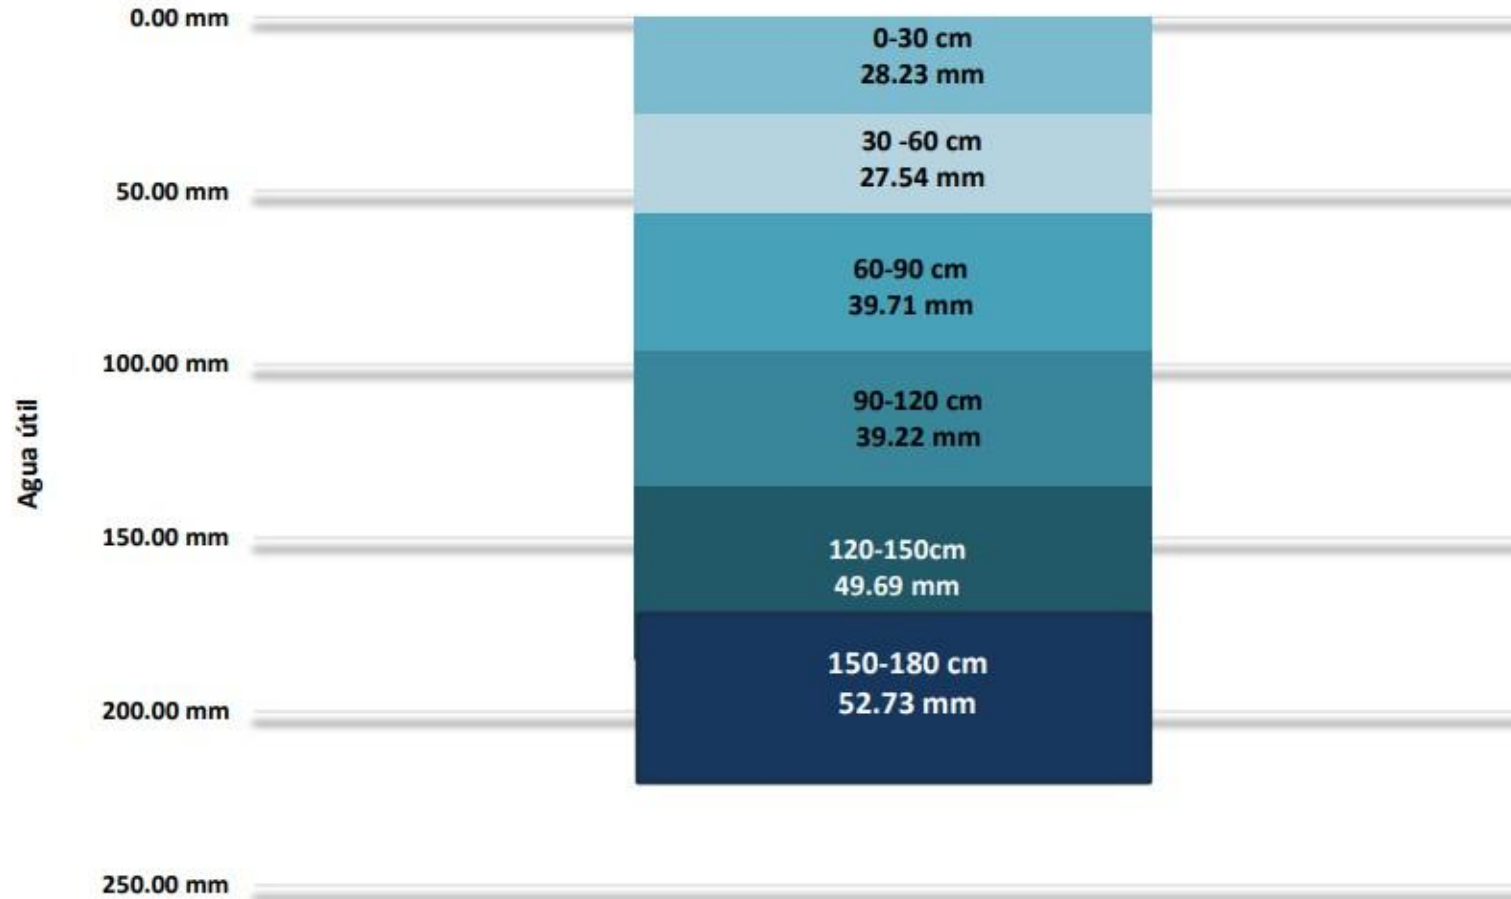 0.00 mm
50.00 mm
100.00 mm
150.00 mm
200.00 mm
250.00 mm
Agua útil
0-30 cm
28.23 mm
30 -60 cm
27.54 mm
60-90 cm
39.71 mm
90-120 cm
39.22 mm
120-150cm
49.69 mm
150-180 cm
52.73 mm